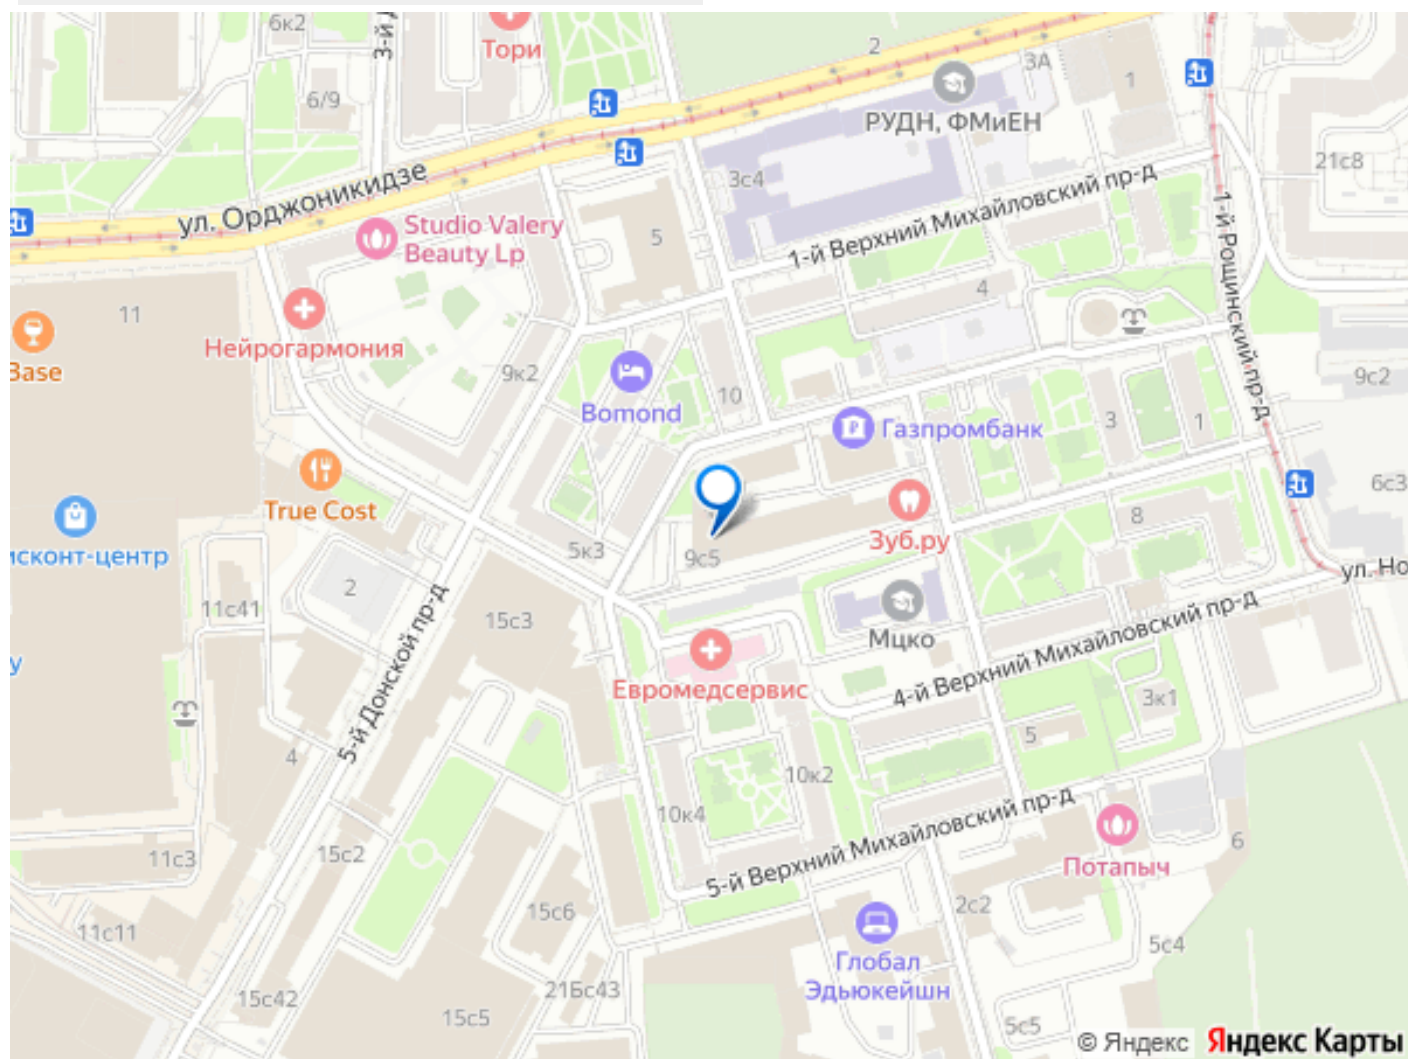 6к2
3-й
Тори
2
3А
1
6/9
РУДН, ФМиЕН
21с8
3с4
ул. Орджоникидзе
1-й Верхний Михайловский пр-д
1-й Рощинский пр-д
Studio Valery
Beauty Lp
5
4
11
Нейрогармония
Base
9к2
Bomond
10
9с2
Газпромбанк
3
1
True Cost
6с3
8
исконт-центр
5к3
9с5
Зуб.ру
ул. Но
2
11с41
15с3
Мцко
4-й Верхний Михайловский пр-д
5-й Донской пр-д
у
Евромедсервис
3к1
5
4
10к2
10к4
5-й Верхний Михайловский пр-д
Потапыч
6
11с3
15с2
2с2
15с6
11с11
5с4
Глобал
Эдьюкейшн
15с42
21Бс43
15с5
5с5
© Яндекс Яндекс Карты